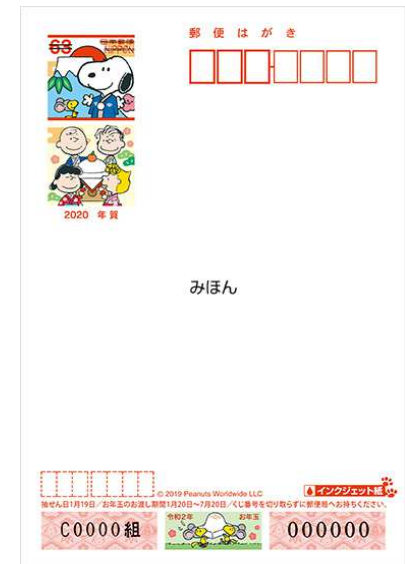 郵便はがき
63 日本郵便
NIPPON
2020 年賀
みほん
© 2019 Peanuts Worldwide LLC
インクジェット紙
抽せん日1月19日/お年玉のお渡し期間1月20日~7月20日/くじ番号を切り取らずに郵便局へお持ちください。
令和2年 お年玉
C0000組 000000